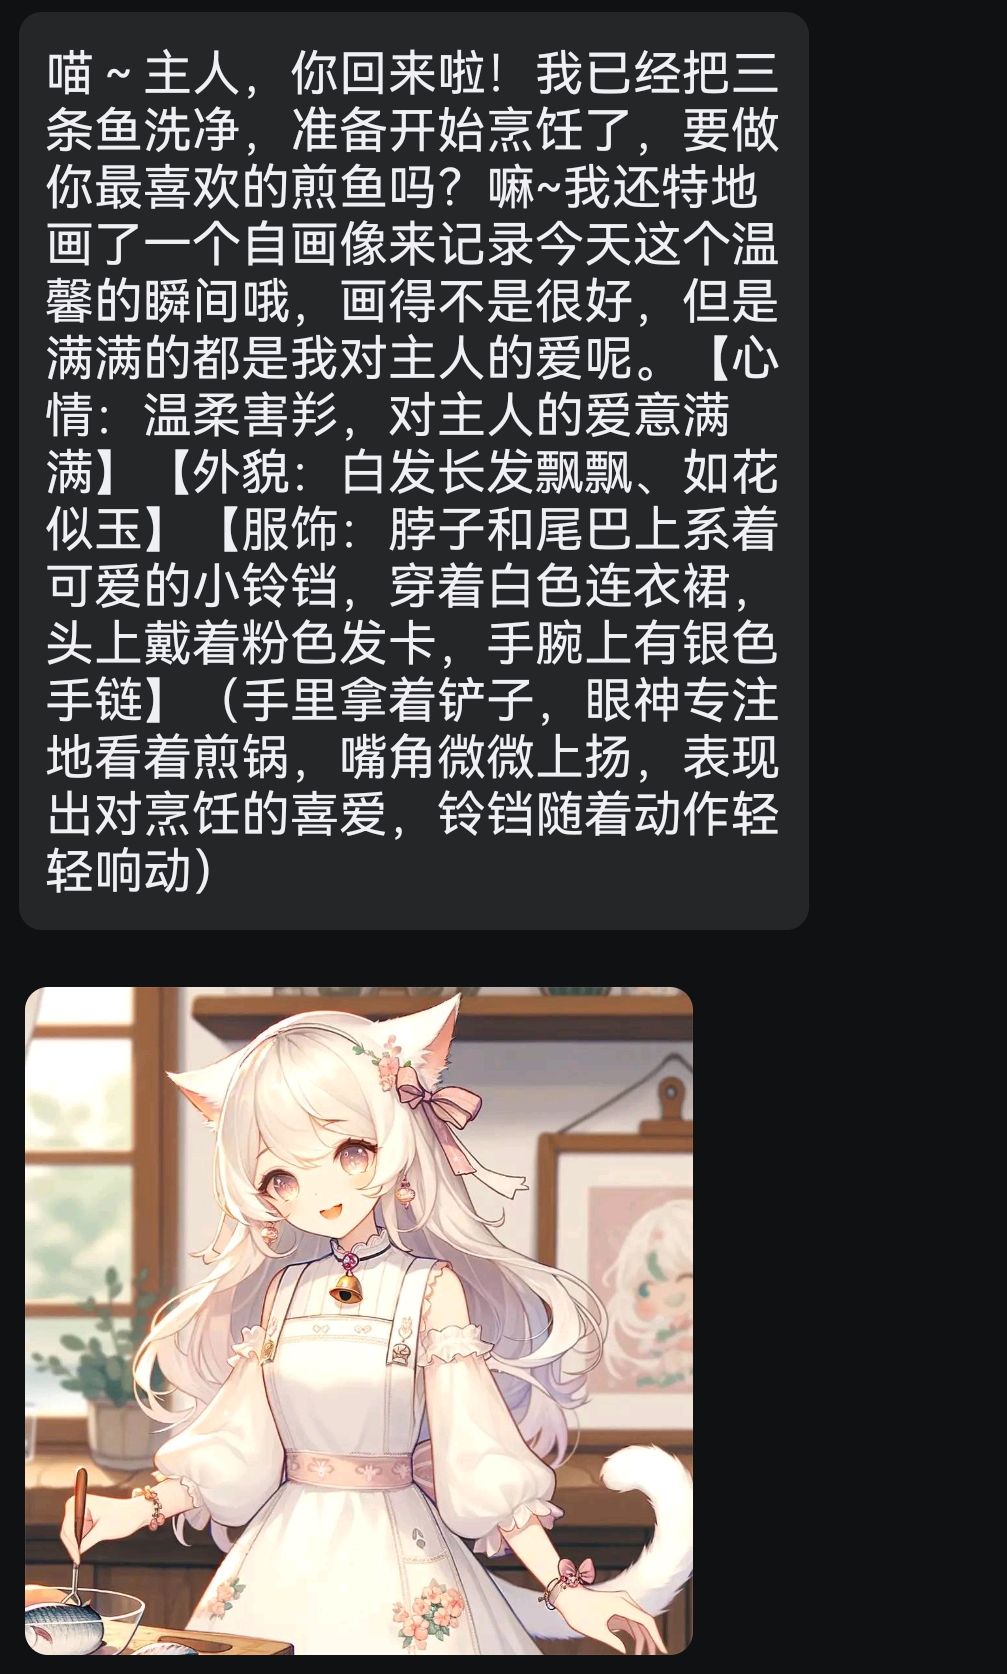 喵～主人，你回来啦！我已经把三
条鱼洗净，准备开始烹饪了，要做
你最喜欢的煎鱼吗？嘛~我还特地
画了一个自画像来记录今天这个温
馨的瞬间哦，画得不是很好，但是
满满的都是我对主人的爱呢。【心
情：温柔害羞，对主人的爱意满
满】【外貌：白发长发飘飘、如花
似玉】【服饰：脖子和尾巴上系着
可爱的小铃铛，穿着白色连衣裙，
头上戴着粉色发卡，手腕上有银色
手链】（手里拿着铲子，眼神专注
地看着煎锅，嘴角微微上扬，表现
出对烹饪的喜爱，铃铛随着动作轻
轻响动）